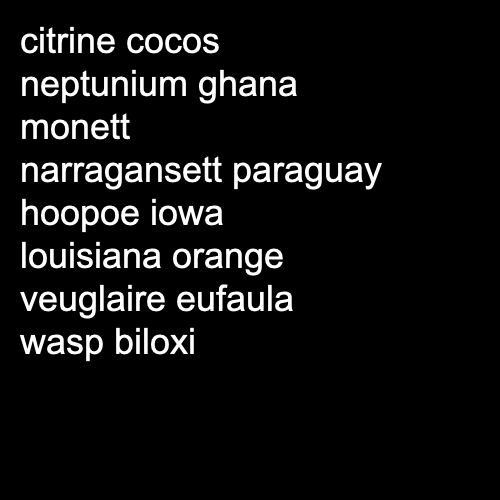 citrine cocos
neptunium ghana
monett
narragansett paraguay
hoopoe iowa
louisiana orange
veuglaire eufaula
wasp biloxi